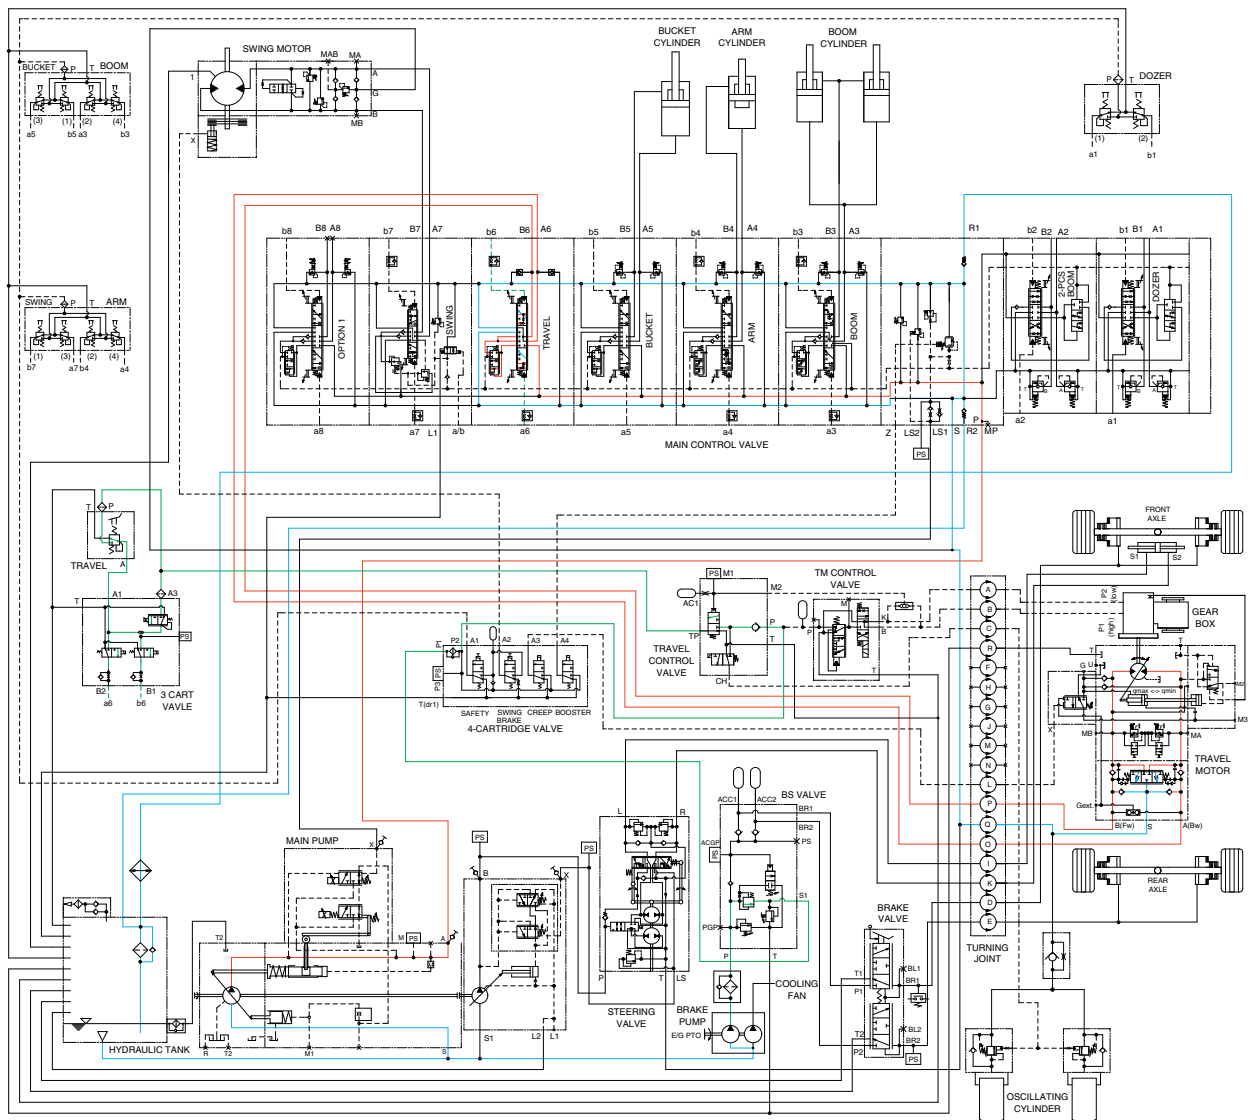 BUCKET
CYLINDER
ARM
CYLINDER
BOOM
CYLINDER
SWING MOTOR
MAB MA
A
G
B
MB
1
X
BUCKET P T BOOM
(3) (1) (2) (4)
a5 b5 a3 b3
P T DOZER
(1) (2)
a1 b1
SWING P T ARM
(1) (3) (2) (4)
b7 a7 b4 a4
b8 B8 A8 b7 B7 A7 b6 B6 A6 b5 B5 A5 b4 B4 A4 b3 B3 A3 R1 b2 B2 A2 b1 B1 A1
OPTION 1
SWING
TRAVEL
BUCKET
ARM
BOOM
2-PCS
BOOM
DOZER
T B A T T B A T
a8 a7 L1 a/b a6 a5 a4 a3 Z LS2 LS1 S R2 P MP a2 a1
MAIN CONTROL VALVE
PS
T P
A
TRAVEL
T A1 A3
PS
B2 B1
a6 b6
3 CART
VAVLE
P1 P2 A1 A2 A3 A4
P3 PS
T(dr1)
SAFETY SWING
BRAKE CREEP BOOSTER
4-CARTRIDGE VALVE
PS M1
M2
AC1
TP
P
T
CH
TRAVEL
CONTROL
VALVE
TM CONTROL
VALVE
M
K
P
B
T
A
B
C
R
F
H
G
J
M
N
L
P
Q
O
I
K
D
E
TURNING
JOINT
FRONT
AXLE
S1 S2
P2
(low)
P1
(high)
GEAR
BOX
T
T
G U
qmax <-> qmin
M2
M3
X
MB MA
TRAVEL
MOTOR
Gext.
B(Fw) S A(Bw)
REAR
AXLE
MAIN PUMP
X
T2
M PS A
M
R T2 M1 S
HYDRAULIC TANK
PS
B
X
PS
S1 L2 L1
L R
P T LS
STEERING
VALVE
ACC1 ACC2
BS VALVE
BR1
BR2
PS
ACGP
PS
S1
PGP
P T
COOLING
FAN
BRAKE
PUMP
E/G PTO
BRAKE
VALVE
T1
P1
BL1
BR1
T2
P2
BL2
BR2
PS
OSCILLATING
CYLINDER